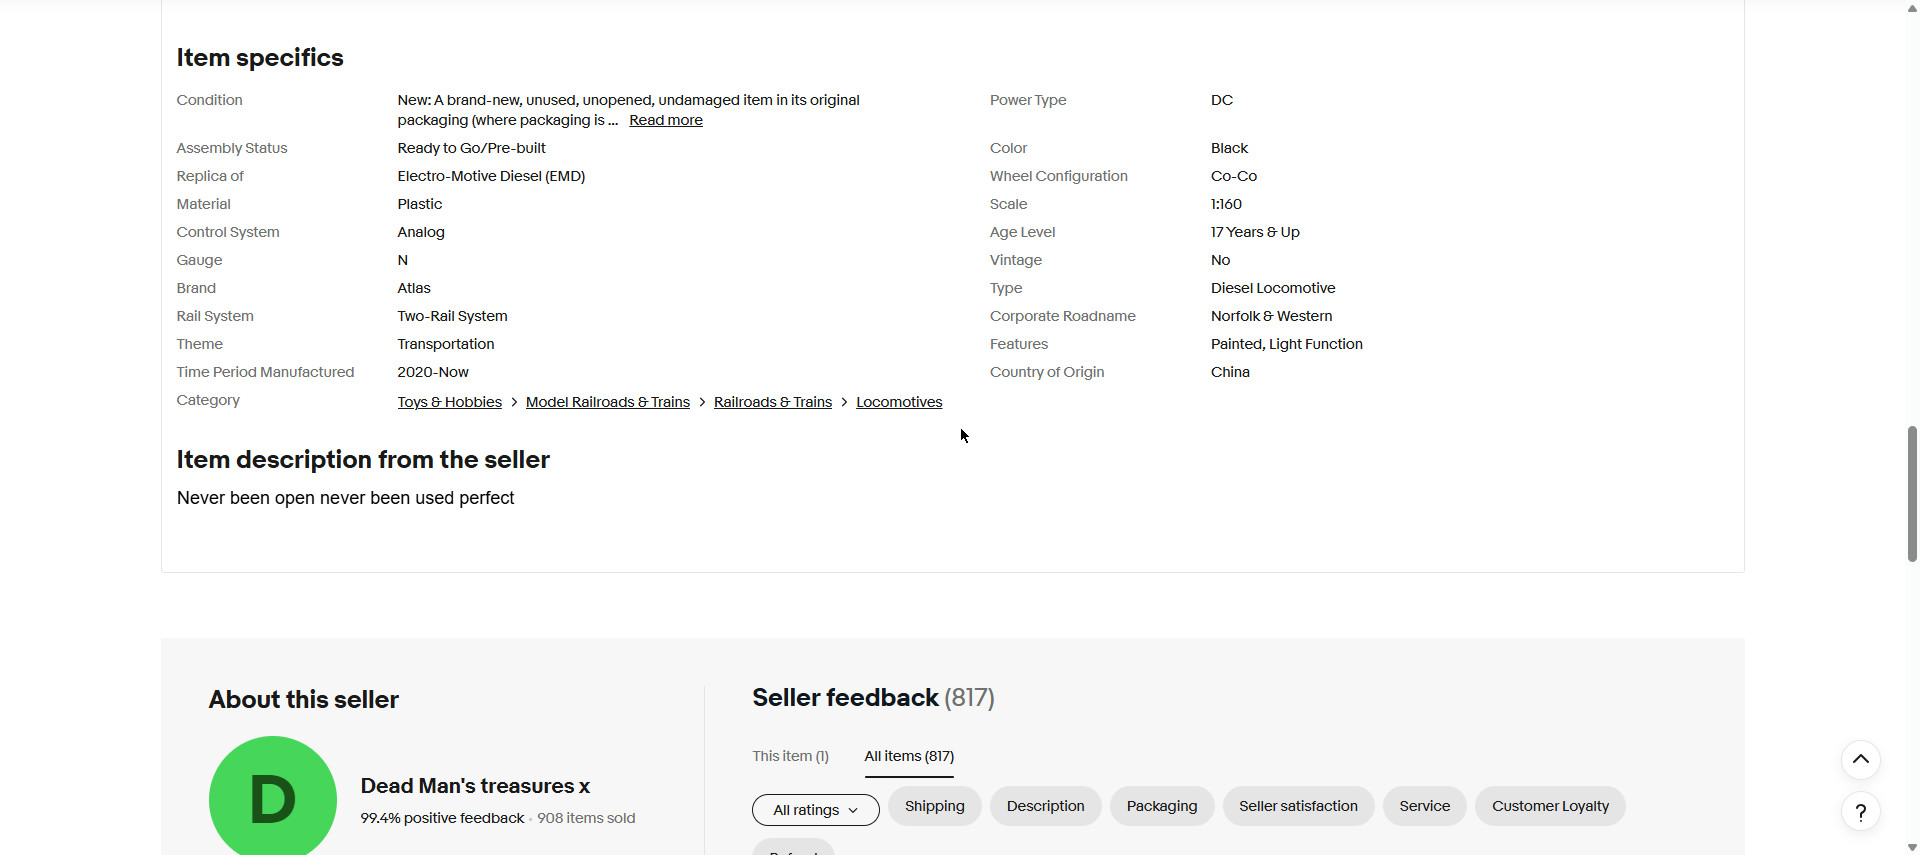 Item specifics
Condition
New: A brand-new, unused, unopened, undamaged item in its original
packaging (where packaging is ... Read more
Power Type
DC
Assembly Status
Ready to Go/Pre-built
Color
Black
Replica of
Electro-Motive Diesel (EMD)
Wheel Configuration
Co-Co
Material
Plastic
Scale
1:160
Control System
Analog
Age Level
17 Years & Up
Gauge
N
Vintage
No
Brand
Atlas
Type
Diesel Locomotive
Rail System
Two-Rail System
Corporate Roadname
Norfolk & Western
Theme
Transportation
Features
Painted, Light Function
Time Period Manufactured
2020-Now
Country of Origin
China
Category
Toys & Hobbies > Model Railroads & Trains > Railroads & Trains > Locomotives
Item description from the seller
Never been open never been used perfect
About this seller
D
Dead Man's treasures x
99.4% positive feedback · 908 items sold
Seller feedback (817)
This item (1)
All items (817)
All ratings
Shipping
Description
Packaging
Seller satisfaction
Service
Customer Loyalty
?